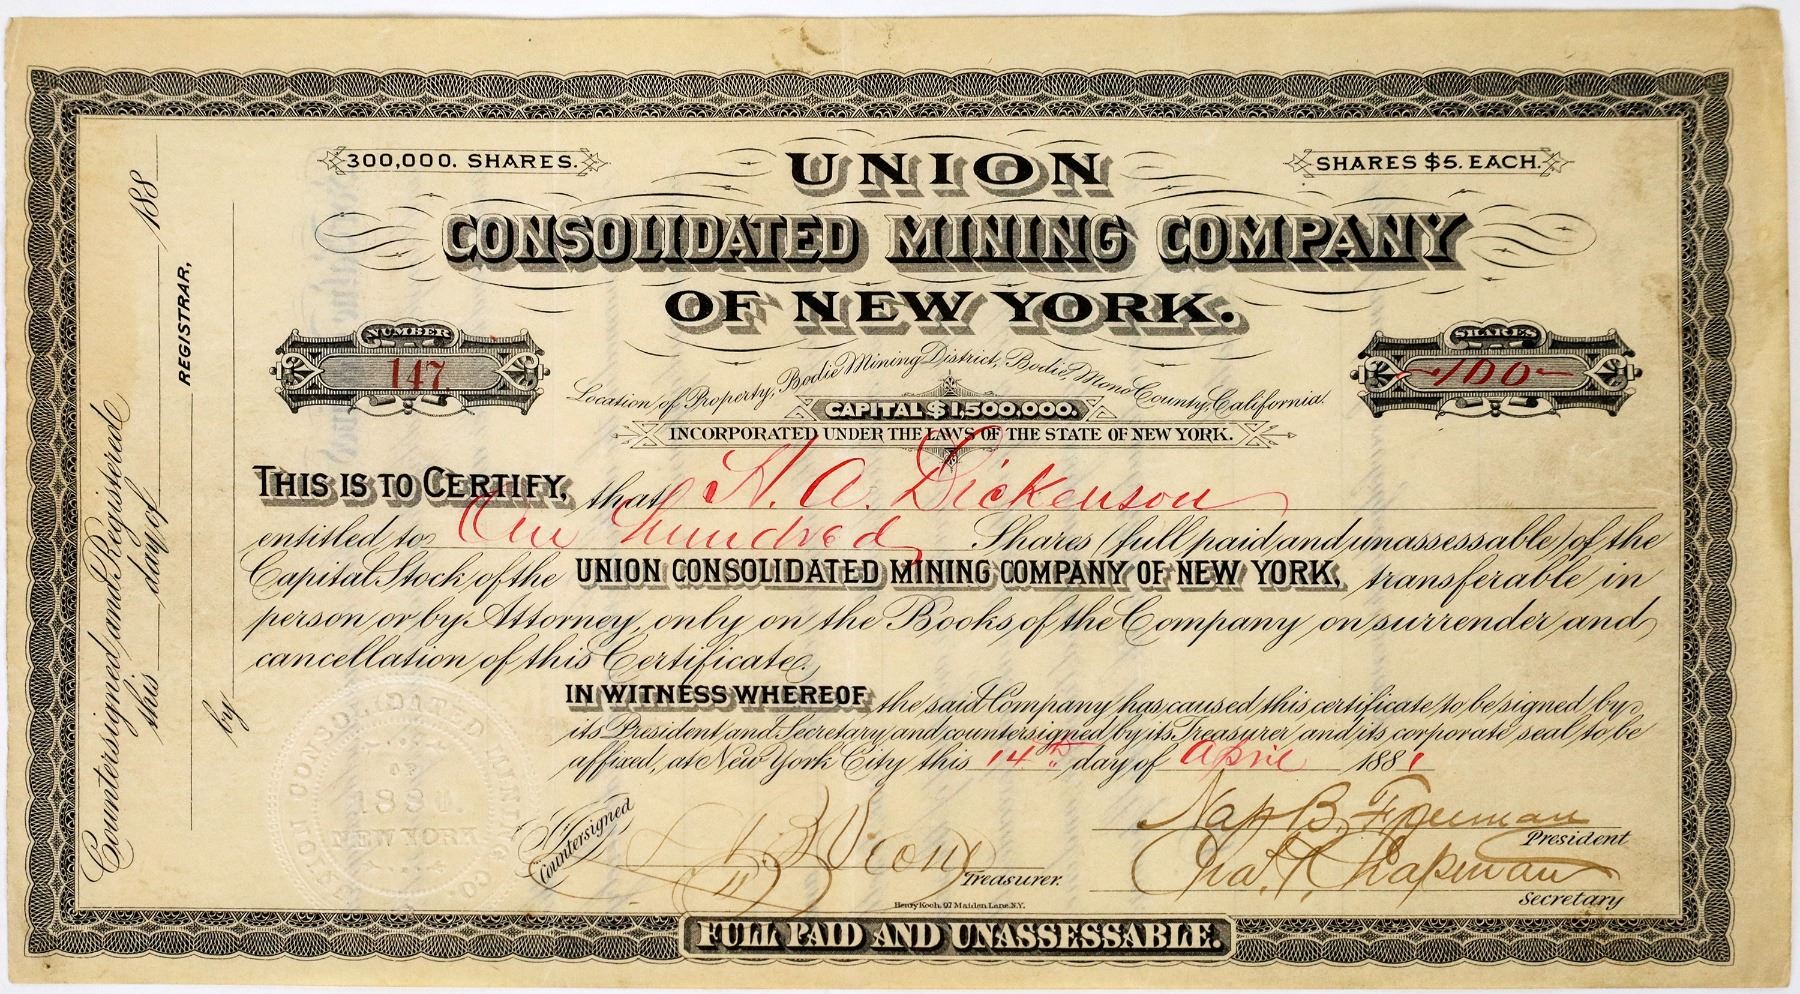 300,000. SHARES.
UNION
SHARES $5. EACH.
CONSOLIDATED MINING COMPANY
OF NEW YORK.
NUMBER
147
SHARES
100
Location of Property, Bodie Mining District, Bodie Mono County, California.
CAPITAL $1,500,000.
INCORPORATED UNDER THE LAWS OF THE STATE OF NEW YORK.
THIS IS TO CERTIFY, that H. A. Dickenson
entitled to One hundred Shares (full paid and unassessable) of the
Capital Stock of the UNION CONSOLIDATED MINING COMPANY OF NEW YORK, transferable in
person or by Attorney, only on the Books of the Company on surrender and
cancellation of this Certificate.
IN WITNESS WHEREOF the said Company has caused this certificate to be signed by
its President and Secretary, and countersigned by its Treasurer and its corporate seal to be
affixed, at New York City this 14th day of April 1881
Countersigned
Treasurer.
Freeman
President
Chapman
Secretary
Henry Koch, 97 Maiden Lane N.Y.
FULL PAID AND UNASSESSABLE.
Countersigned and Registered
this day of 188
by REGISTRAR,
UNION CONSOLIDATED MINING CO.
OF
1880.
NEW YORK